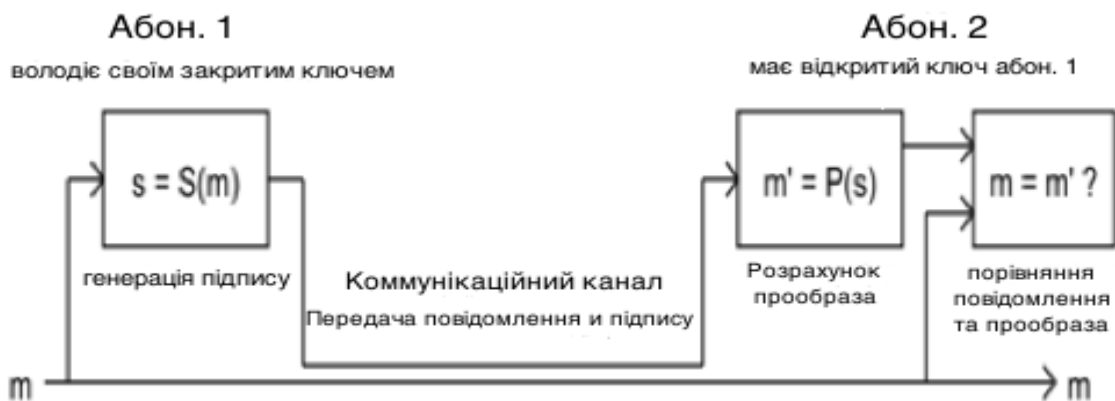 Абон. 1
володіє своїм закритим ключем
Абон. 2
має відкритий ключ абон. 1
s = S(m)
генерація підпису
Коммунікаційний канал
Передача повідомлення и підпису
m' = P(s)
Розрахунок
прообраза
m = m' ?
порівняння
повідомлення
та прообраза
m
m